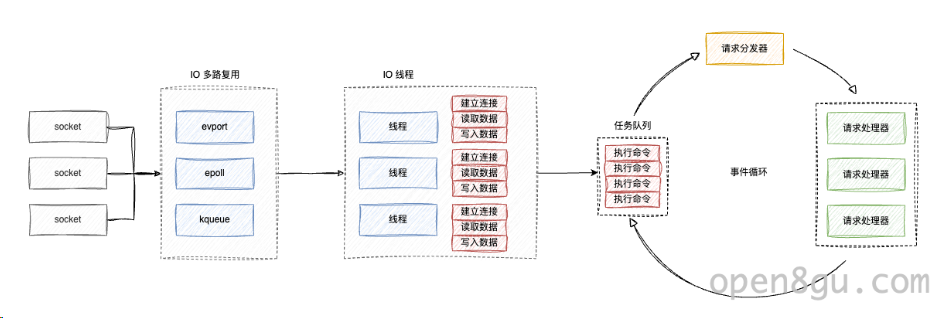 IO 多路复用
IO 线程
请求分发器
socket
socket
socket
evport
epoll
kqueue
线程
建立连接
读取数据
写入数据
线程
建立连接
读取数据
写入数据
线程
建立连接
读取数据
写入数据
任务队列
执行命令
执行命令
执行命令
执行命令
事件循环
请求处理器
请求处理器
请求处理器
open8gu.com